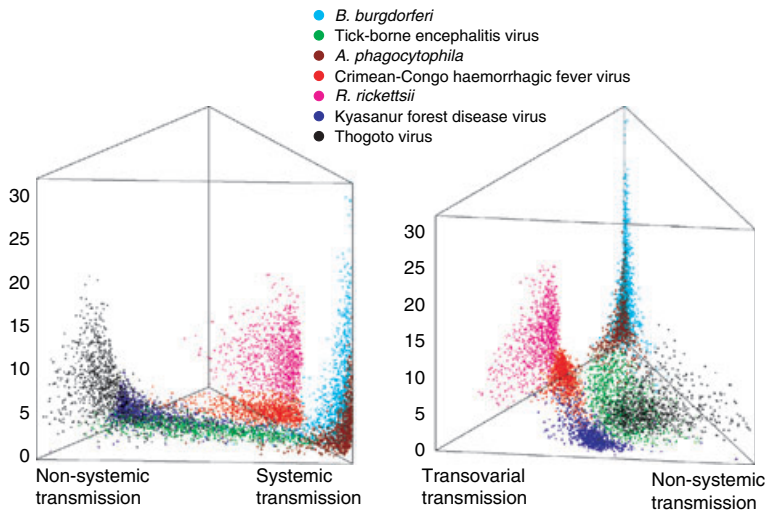 B. burgdorferi
Tick-borne encephalitis virus
A. phagocytophila
Crimean-Congo haemorrhagic fever virus
R. rickettsii
Kyasanur forest disease virus
Thogoto virus
30
25
20
15
10
5
0
Non-systemic
transmission
Systemic
transmission
30
25
20
15
10
5
0
Transovarial
transmission
Non-systemic
transmission